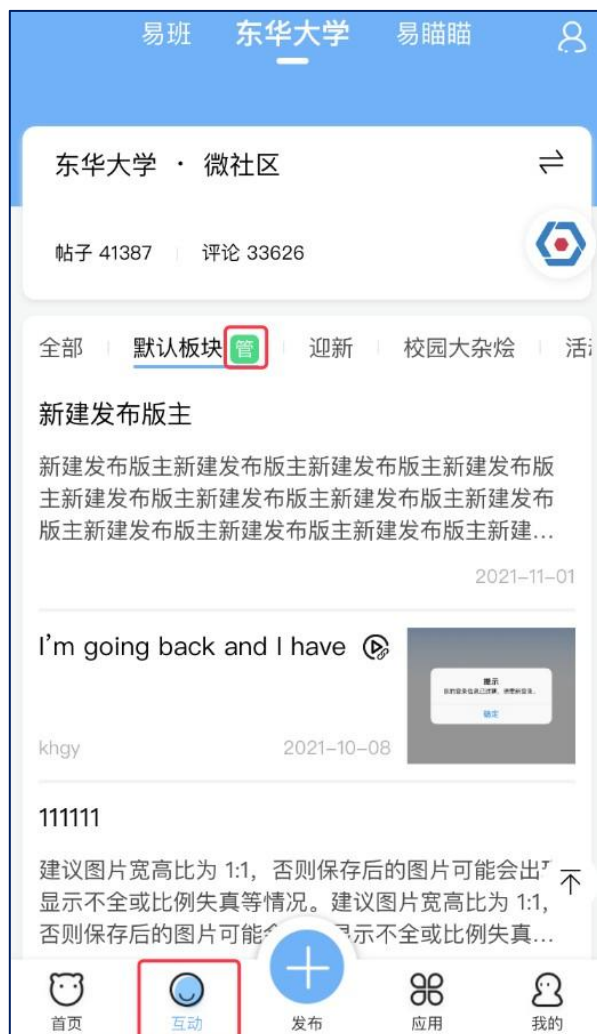 易班 东华大学 易瞄瞄
东华大学 · 微社区
帖子 41387 评论 33626
全部 默认板块 管 迎新 校园大杂烩
新建发布版主
新建发布版主新建发布版主新建发布版主新建发布版
主新建发布版主新建发布版主新建发布版主新建发布
版主新建发布版主新建发布版主新建发布版主新建...
2021-11-01
I'm going back and I have
提示
确定
khgy 2021-10-08
111111
建议图片宽高比为 1:1，否则保存后的图片可能会出
显示不全或比例失真等情况。建议图片宽高比为 1:1,
否则保存后的图片可能 显示不全或比例失真...
首页 互动 发布 应用 我的